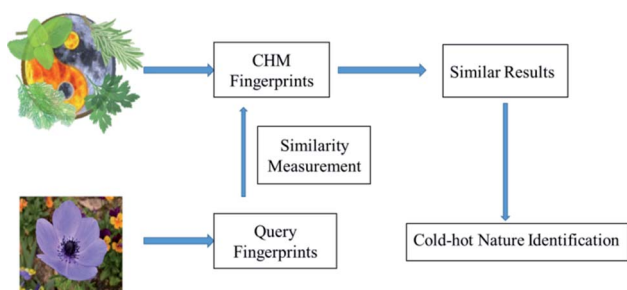 CHM
Fingerprints
Similar Results
Similarity
Measurement
Query
Fingerprints
Cold-hot Nature Identification